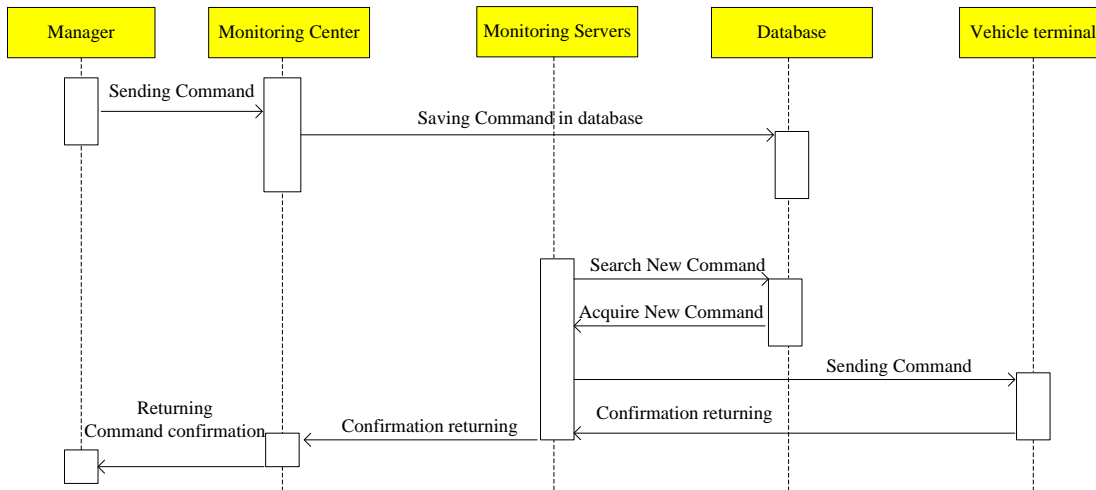 Manager
Monitoring Center
Monitoring Servers
Database
Vehicle terminal
Sending Command
Saving Command in database
Search New Command
Acquire New Command
Sending Command
Returning
Command confirmation
Confirmation returning
Confirmation returning